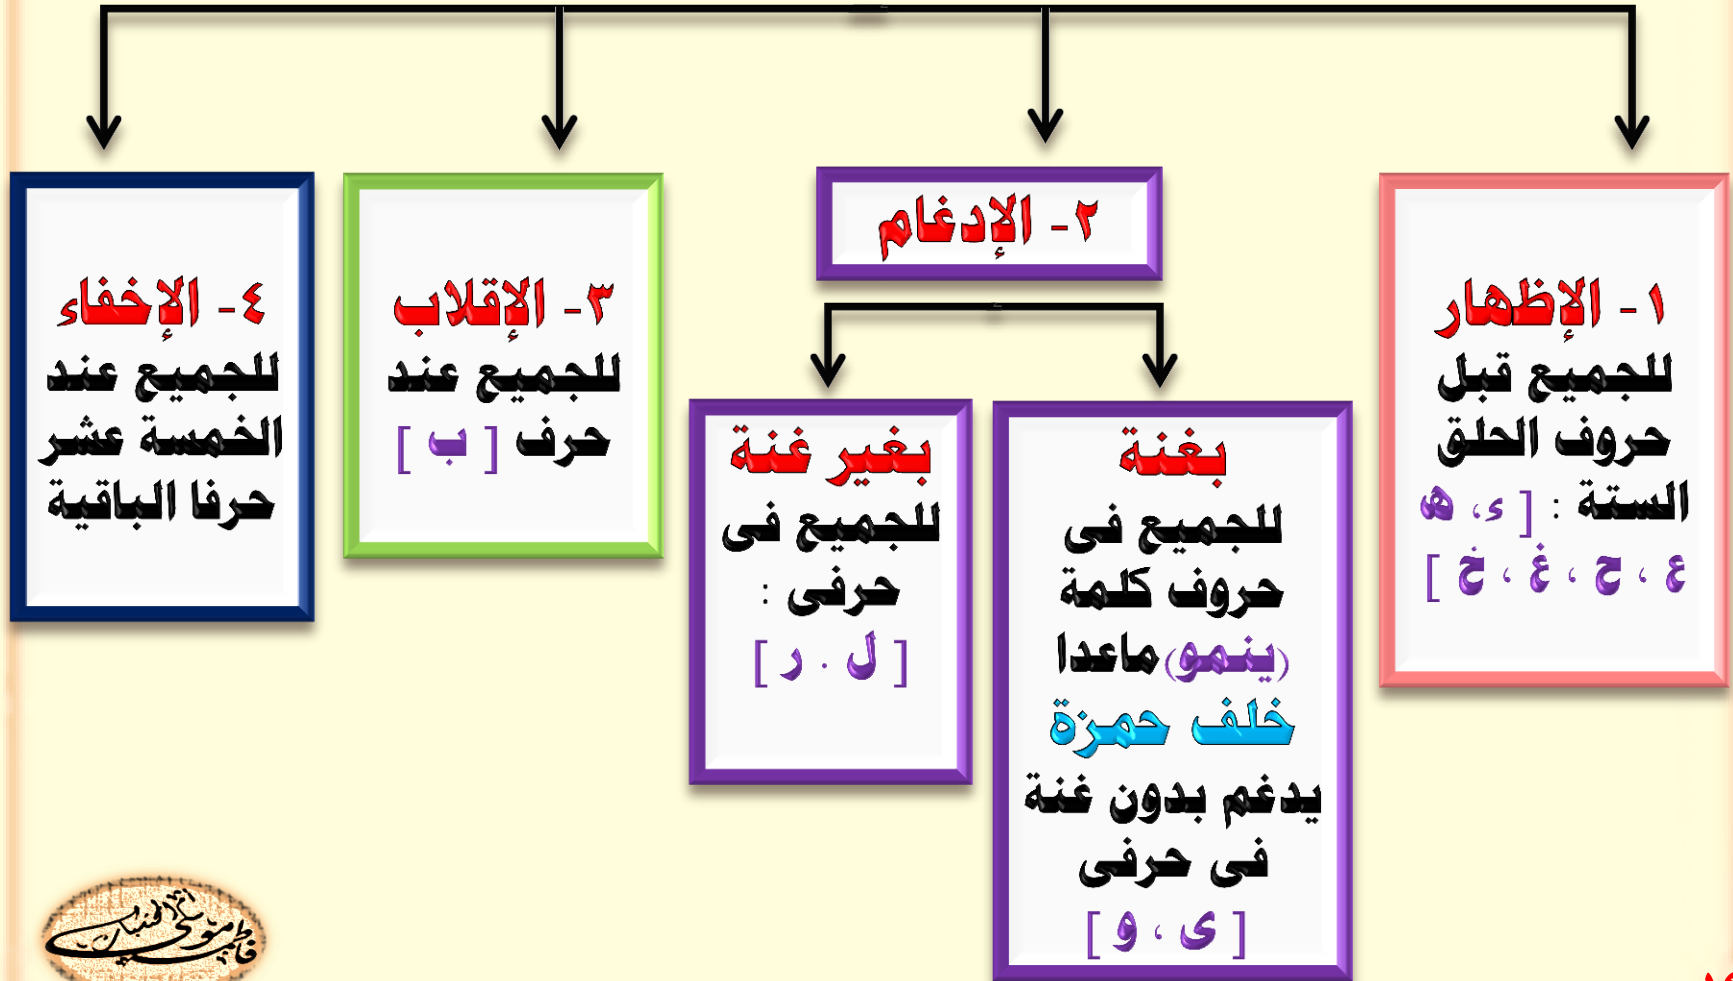 ١- الإظهار
للجميع قبل
حروف الحلق
الستة : [ ء، هـ
ع ، ح ، غ ، خ ]
٢- الإدغام
بغنة
للجميع فى
حروف كلمة
(ينمو) ماعدا
خلف حمزة
يدغم بدون غنة
فى حرفى
[ ى ، و ]
بغير غنة
للجميع فى
حرفى :
[ ل . ر ]
٣- الإقلاب
للجميع عند
حرف [ ب ]
٤- الإخفاء
للجميع عند
الخمسة عشر
حرفا الباقية